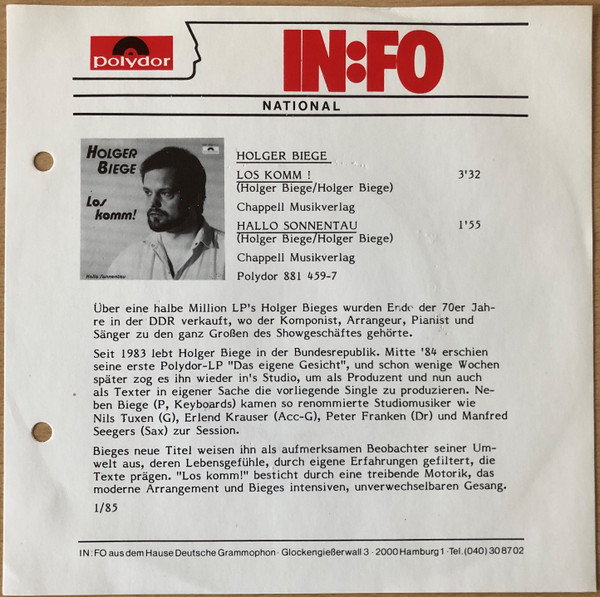 polydor
IN:FO
NATIONAL
HOLGER BIEGE
Los komm!
Hallo Sonnentau
HOLGER BIEGE
LOS KOMM ! 3'32
(Holger Biege/Holger Biege)
Chappell Musikverlag
HALLO SONNENTAU 1'55
(Holger Biege/Holger Biege)
Chappell Musikverlag
Polydor 881 459-7
Über eine halbe Million LP's Holger Bieges wurden Ende der 70er Jah-
re in der DDR verkauft, wo der Komponist, Arrangeur, Pianist und
Sänger zu den ganz Großen des Showgeschäftes gehörte.
Seit 1983 lebt Holger Biege in der Bundesrepublik. Mitte '84 erschien
seine erste Polydor-LP "Das eigene Gesicht", und schon wenige Wochen
später zog es ihn wieder in's Studio, um als Produzent und nun auch
als Texter in eigener Sache die vorliegende Single zu produzieren. Ne-
ben Biege (P, Keyboards) kamen so renommierte Studiomusiker wie
Nils Tuxen (G), Erlend Krauser (Acc-G), Peter Franken (Dr) und Manfred
Seegers (Sax) zur Session.
Bieges neue Titel weisen ihn als aufmerksamen Beobachter seiner Um-
welt aus, deren Lebensgefühle, durch eigene Erfahrungen gefiltert, die
Texte prägen. "Los komm!" besticht durch eine treibende Motorik, das
moderne Arrangement und Bieges intensiven, unverwechselbaren Gesang.
1/85
IN:FO aus dem Hause Deutsche Grammophon · Glockengießerwall 3 · 2000 Hamburg 1 · Tel. (040) 30 87 02